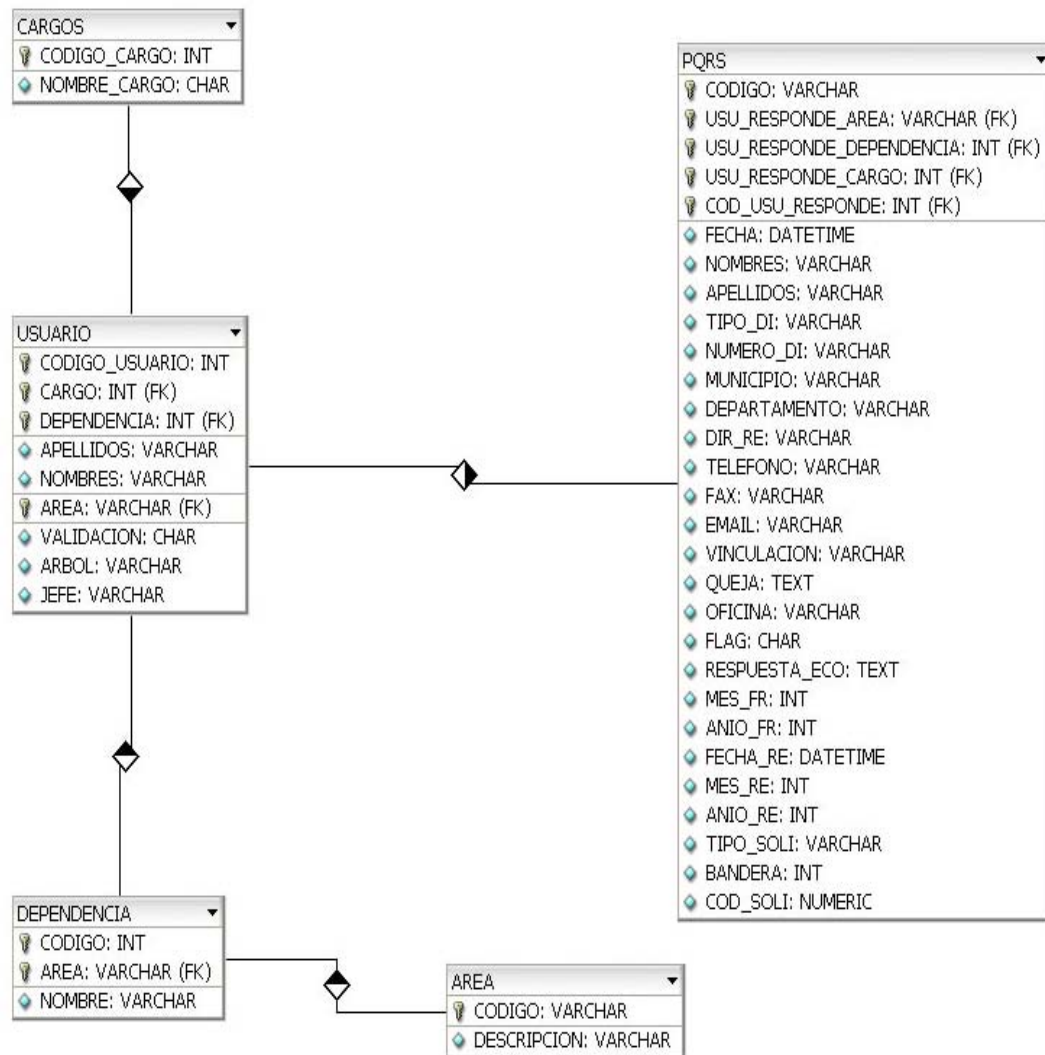 CARGOS
CODIGO_CARGO: INT
NOMBRE_CARGO: CHAR
USUARIO
CODIGO_USUARIO: INT
CARGO: INT (FK)
DEPENDENCIA: INT (FK)
APELLIDOS: VARCHAR
NOMBRES: VARCHAR
AREA: VARCHAR (FK)
VALIDACION: CHAR
ARBOL: VARCHAR
JEFE: VARCHAR
DEPENDENCIA
CODIGO: INT
AREA: VARCHAR (FK)
NOMBRE: VARCHAR
AREA
CODIGO: VARCHAR
DESCRIPCION: VARCHAR
PQRS
CODIGO: VARCHAR
USU_RESPONDE_AREA: VARCHAR (FK)
USU_RESPONDE_DEPENDENCIA: INT (FK)
USU_RESPONDE_CARGO: INT (FK)
COD_USU_RESPONDE: INT (FK)
FECHA: DATETIME
NOMBRES: VARCHAR
APELLIDOS: VARCHAR
TIPO_DI: VARCHAR
NUMERO_DI: VARCHAR
MUNICIPIO: VARCHAR
DEPARTAMENTO: VARCHAR
DIR_RE: VARCHAR
TELEFONO: VARCHAR
FAX: VARCHAR
EMAIL: VARCHAR
VINCULACION: VARCHAR
QUEJA: TEXT
OFICINA: VARCHAR
FLAG: CHAR
RESPUESTA_ECO: TEXT
MES_FR: INT
ANIO_FR: INT
FECHA_RE: DATETIME
MES_RE: INT
ANIO_RE: INT
TIPO_SOLI: VARCHAR
BANDERA: INT
COD_SOLI: NUMERIC